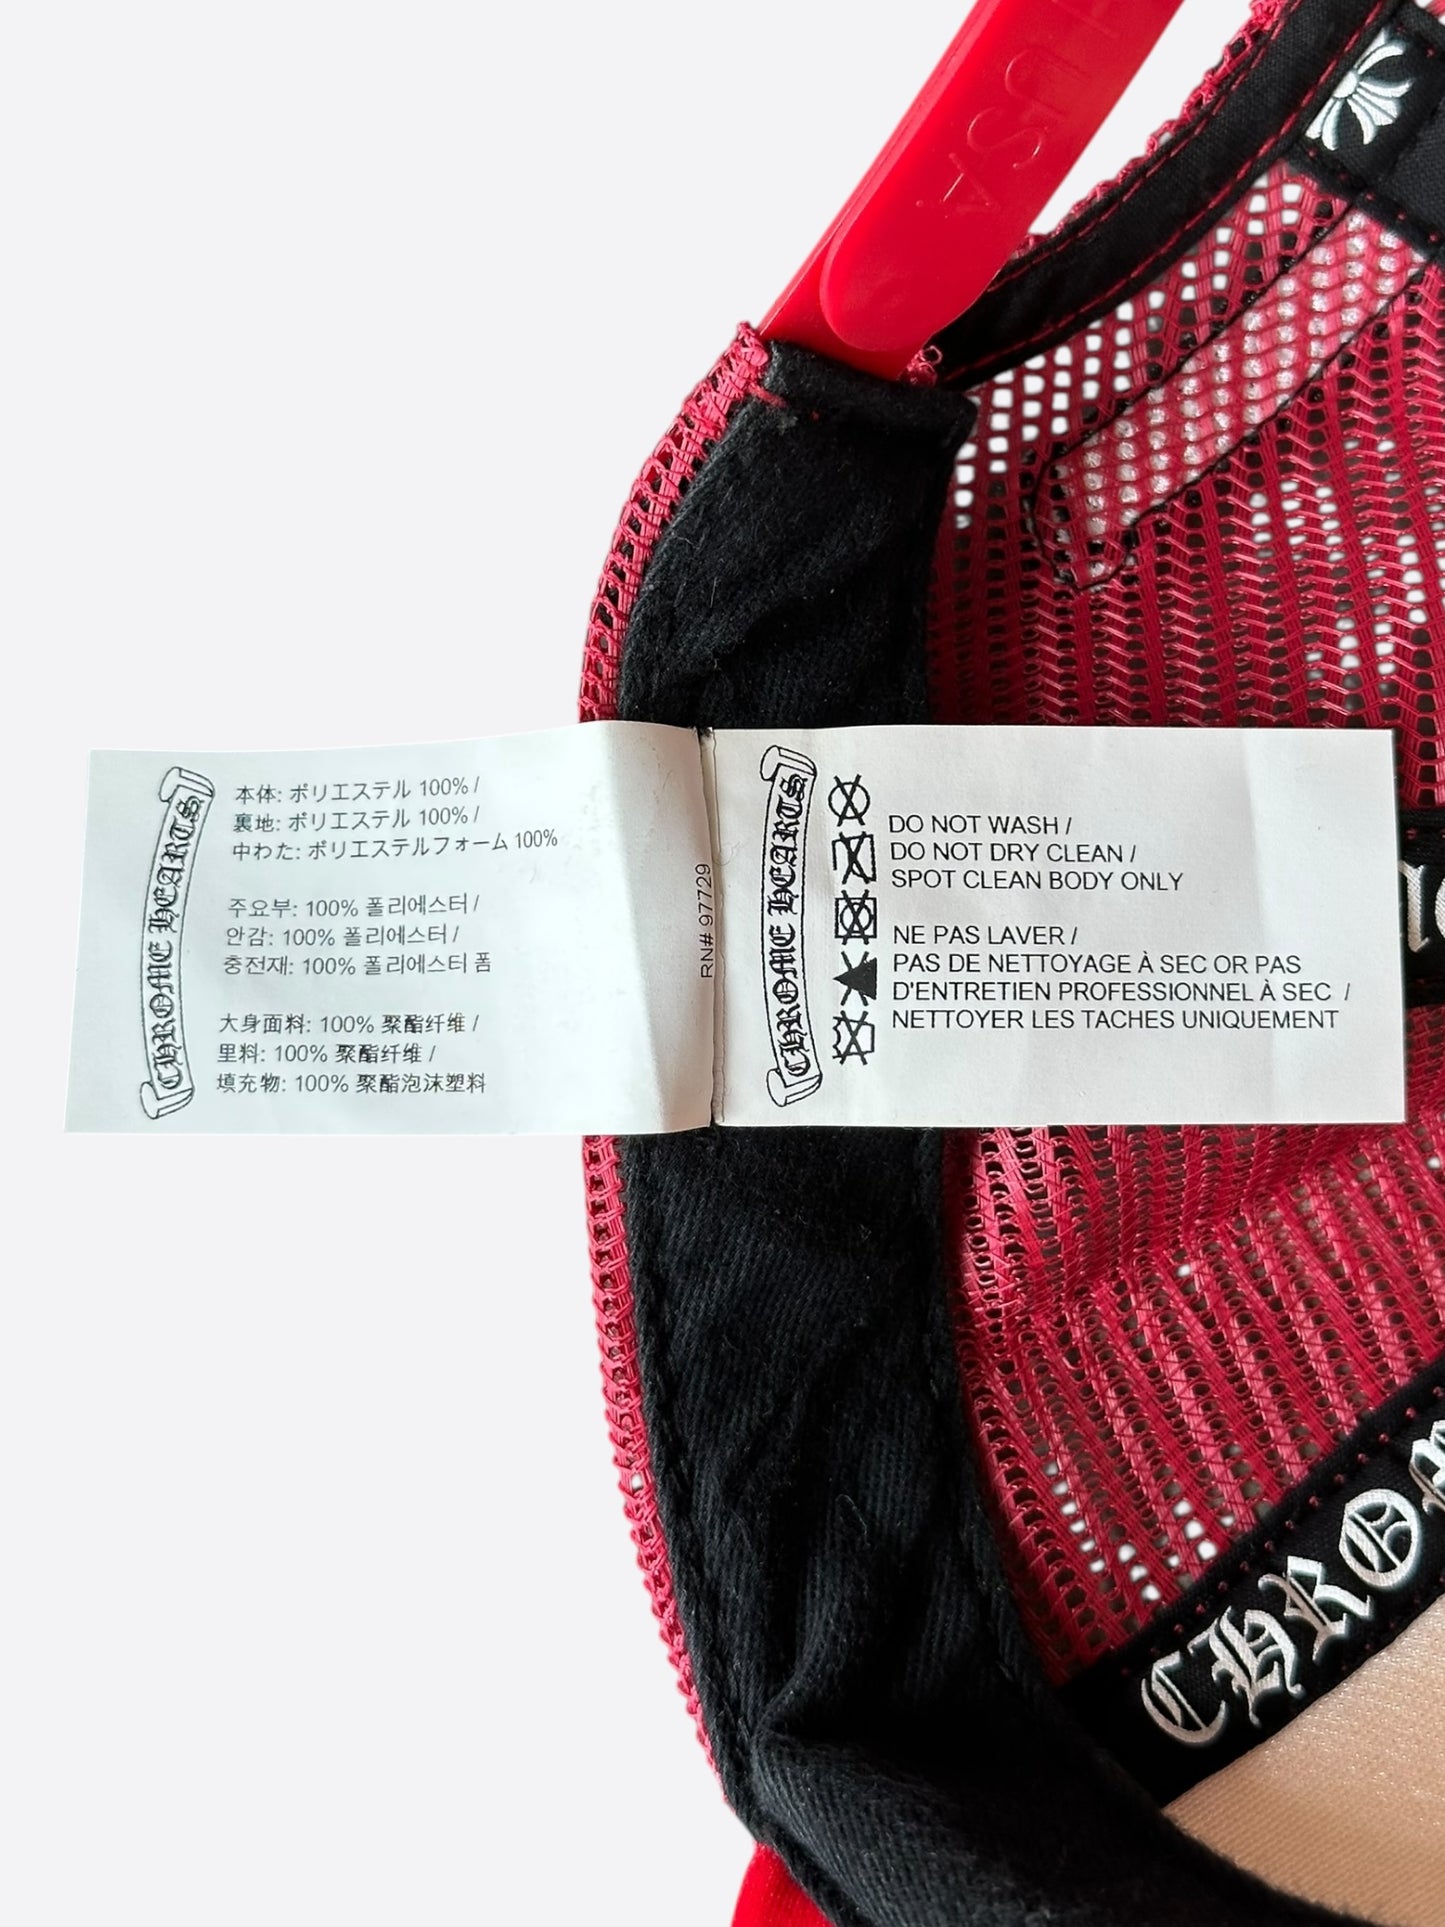 USA
CHROME HEARTS
本体: ポリエステル 100% /
裏地: ポリエステル 100% /
中わた: ポリエステルフォーム 100%
주요부: 100% 폴리에스터 /
안감: 100% 폴리에스터 /
충전재: 100% 폴리에스터 폼
大身面料: 100% 聚酯纤维 /
里料: 100% 聚酯纤维 /
填充物: 100% 聚酯泡沫塑料
RN# 97729
CHROME HEARTS
DO NOT WASH /
DO NOT DRY CLEAN /
SPOT CLEAN BODY ONLY
NE PAS LAVER /
PAS DE NETTOYAGE À SEC OR PAS
D'ENTRETIEN PROFESSIONNEL À SEC /
NETTOYER LES TACHES UNIQUEMENT
CHROM